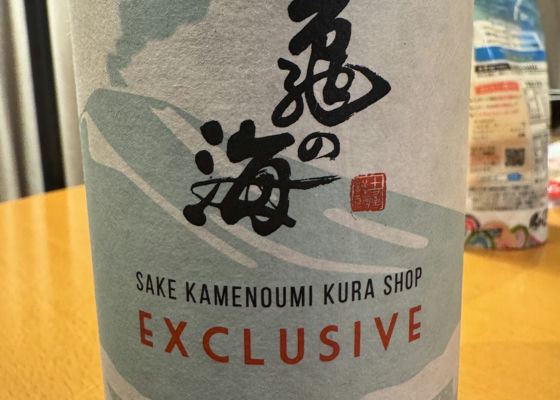 亀の海
SAKE KAMENOUMI KURA SHOP
EXCLUSIVE